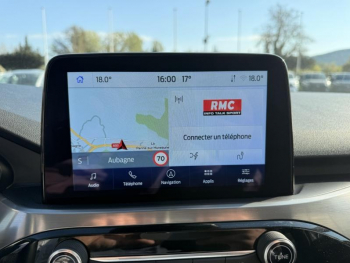 18.0° 16:00 17° 18.0°
RMC
INFO TALK SPORT
Connecter un téléphone
S Aubagne 70
Audio Téléphone Navigation Applis Réglages
TUNE